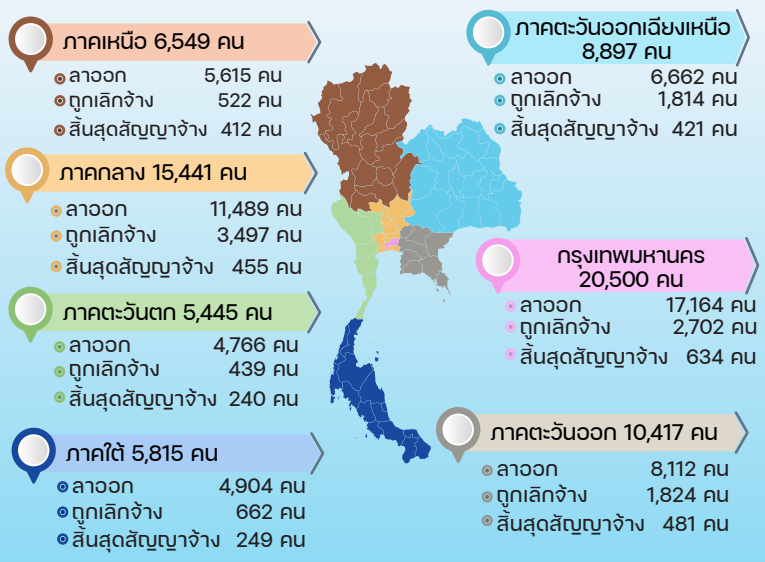 ภาคเหนือ 6,549 คน
ลาออก 5,615 คน
ถูกเลิกจ้าง 522 คน
สิ้นสุดสัญญาจ้าง 412 คน
ภาคกลาง 15,441 คน
ลาออก 11,489 คน
ถูกเลิกจ้าง 3,497 คน
สิ้นสุดสัญญาจ้าง 455 คน
ภาคตะวันตก 5,445 คน
ลาออก 4,766 คน
ถูกเลิกจ้าง 439 คน
สิ้นสุดสัญญาจ้าง 240 คน
ภาคใต้ 5,815 คน
ลาออก 4,904 คน
ถูกเลิกจ้าง 662 คน
สิ้นสุดสัญญาจ้าง 249 คน
ภาคตะวันออกเฉียงเหนือ
8,897 คน
ลาออก 6,662 คน
ถูกเลิกจ้าง 1,814 คน
สิ้นสุดสัญญาจ้าง 421 คน
กรุงเทพมหานคร
20,500 คน
ลาออก 17,164 คน
ถูกเลิกจ้าง 2,702 คน
สิ้นสุดสัญญาจ้าง 634 คน
ภาคตะวันออก 10,417 คน
ลาออก 8,112 คน
ถูกเลิกจ้าง 1,824 คน
สิ้นสุดสัญญาจ้าง 481 คน